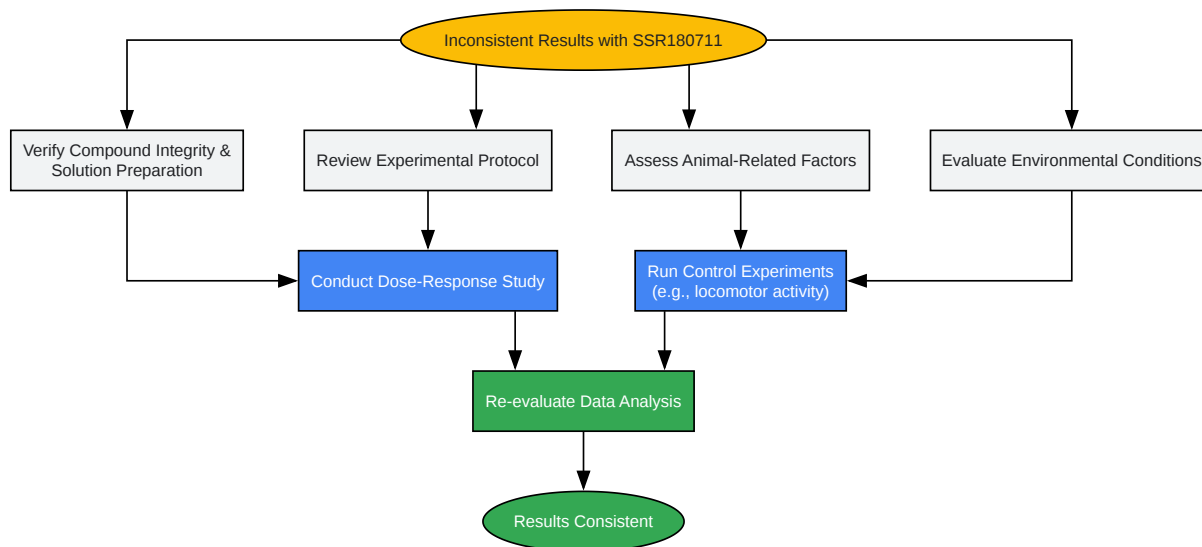 Inconsistent Results with SSR180711
Verify Compound Integrity &
Solution Preparation
Review Experimental Protocol
Assess Animal-Related Factors
Evaluate Environmental Conditions
Conduct Dose-Response Study
Run Control Experiments
(e.g., locomotor activity)
Re-evaluate Data Analysis
Results Consistent